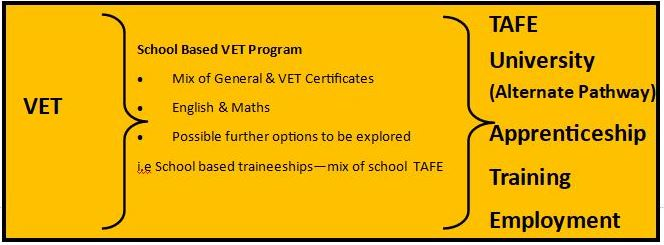 VET
School Based VET Program
• Mix of General & VET Certificates
• English & Maths
• Possible further options to be explored
i.e School based traineeships—mix of school TAFE
TAFE
University
(Alternate Pathway)
Apprenticeship
Training
Employment